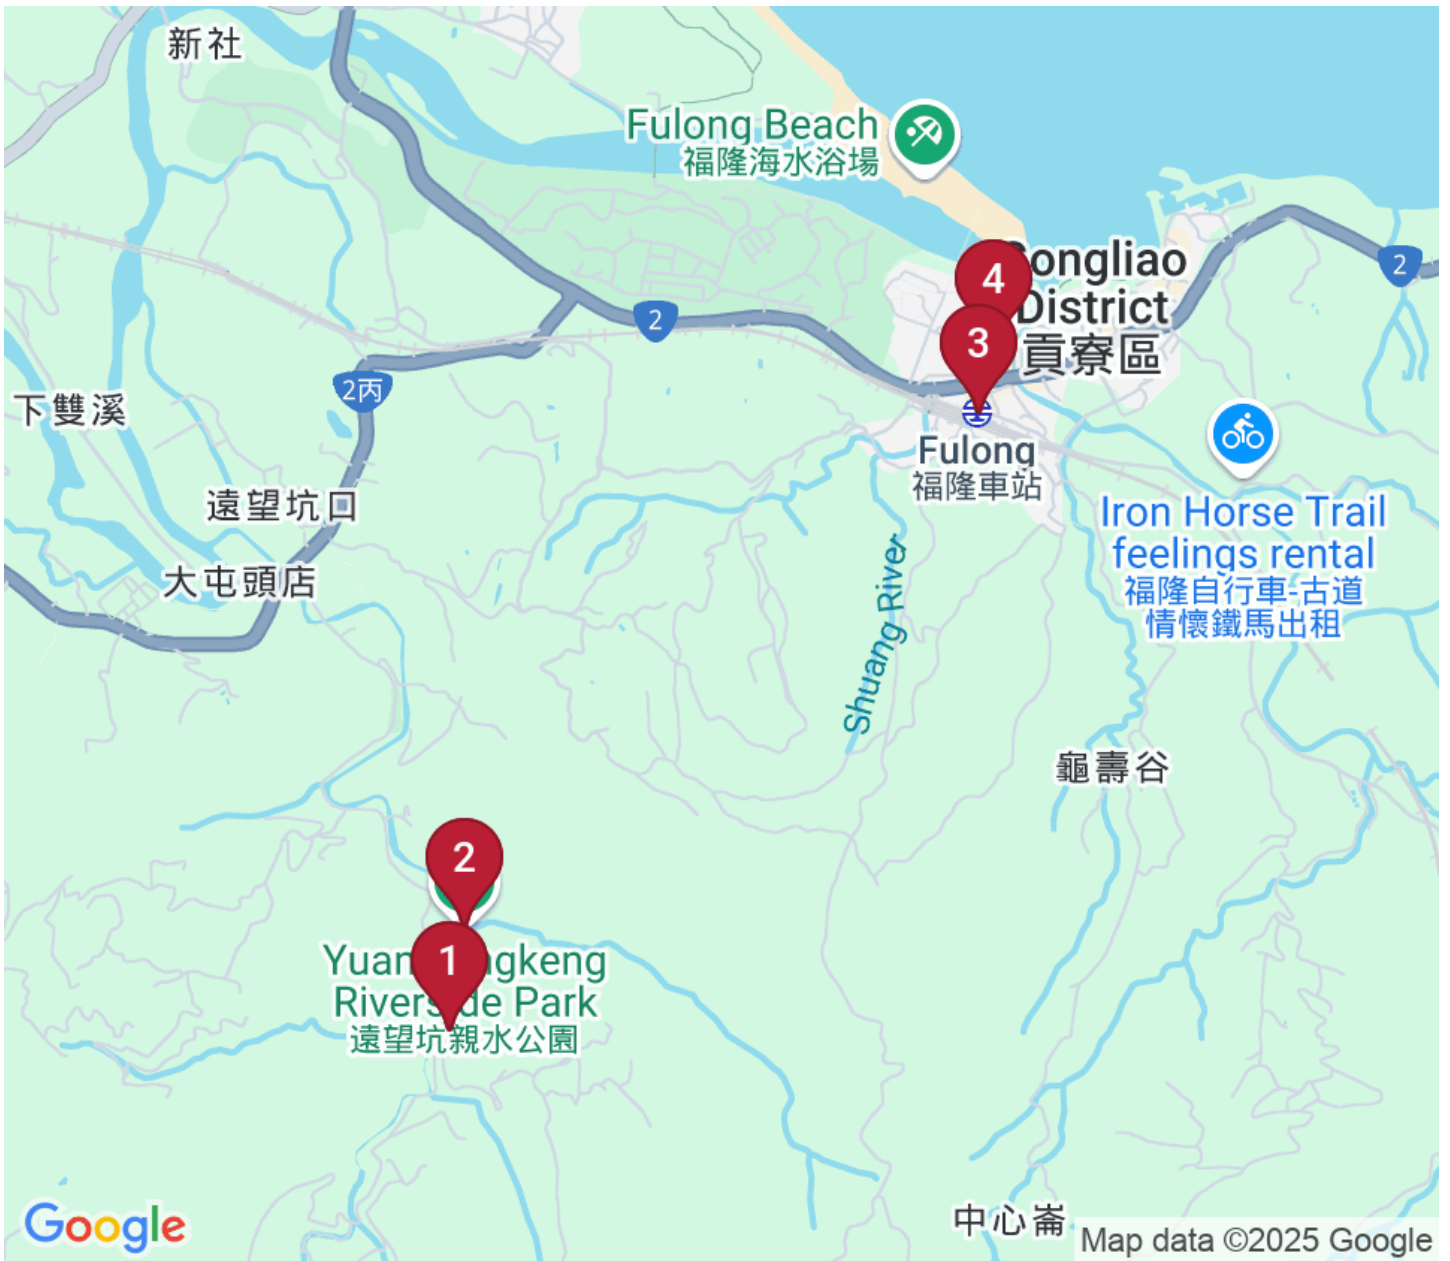 新社
Fulong Beach
福隆海水浴場
4
ongliao
District
貢寮區
2
2
3
2丙
下雙溪
Fulong
福隆車站
遠望坑口
Iron Horse Trail
feelings rental
福隆自行車-古道
情懷鐵馬出租
大屯頭店
Shuang River
龜壽谷
2
1
Yuan gkeng
Rivers de Park
遠望坑親水公園
中心崙
Google
Map data ©2025 Google